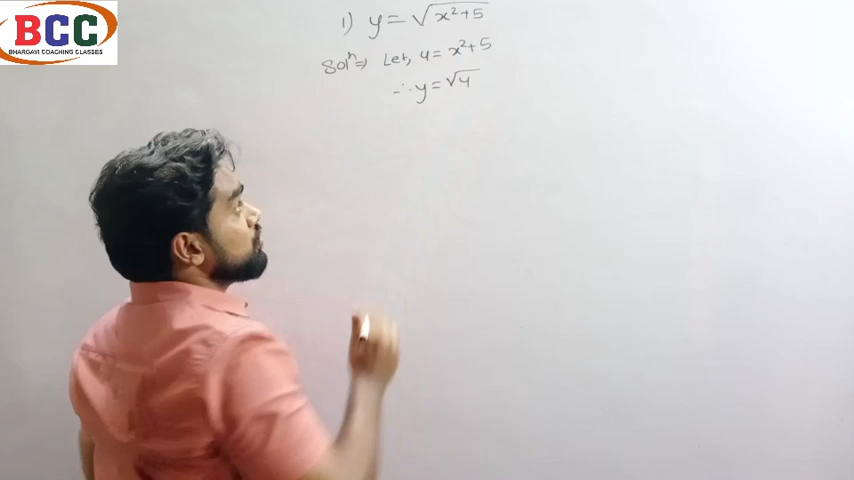 BCC
BHARGAVI COACHING CLASSES
1) y = √x²+5
Solⁿ⇒ Let, u = x²+5
∴ y = √u